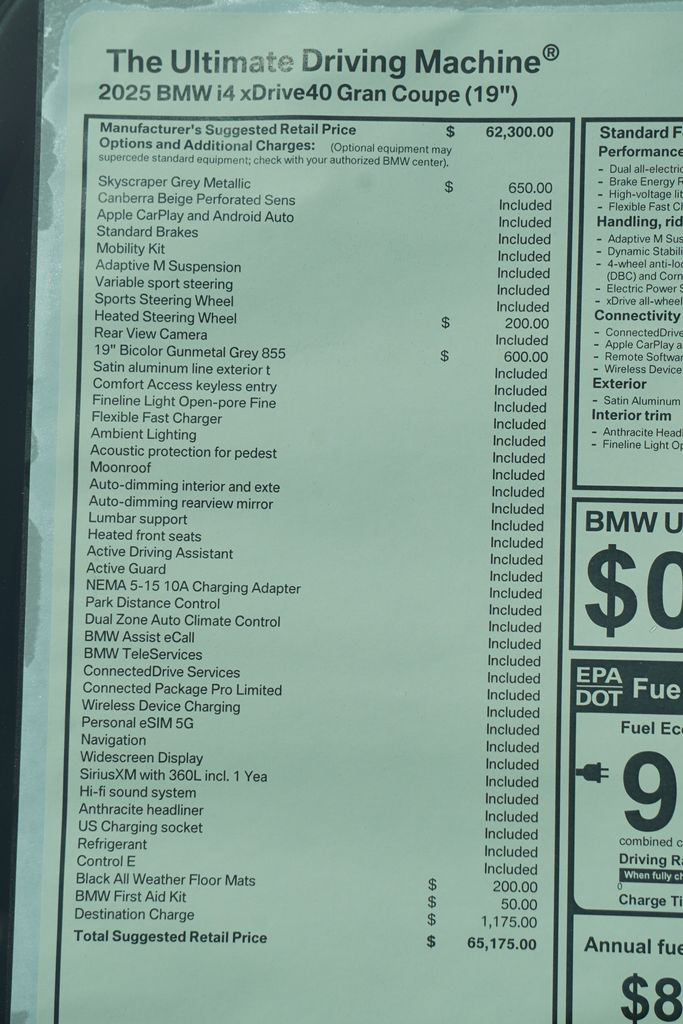 The Ultimate Driving Machine®
2025 BMW i4 xDrive40 Gran Coupe (19")
Manufacturer's Suggested Retail Price $ 62,300.00
Options and Additional Charges: (Optional equipment may
supercede standard equipment; check with your authorized BMW center).
Skyscraper Grey Metallic $ 650.00
Canberra Beige Perforated Sens Included
Apple CarPlay and Android Auto Included
Standard Brakes Included
Mobility Kit Included
Adaptive M Suspension Included
Variable sport steering Included
Sports Steering Wheel Included
Heated Steering Wheel $ 200.00
Rear View Camera Included
19" Bicolor Gunmetal Grey 855 $ 600.00
Satin aluminum line exterior t Included
Comfort Access keyless entry Included
Fineline Light Open-pore Fine Included
Flexible Fast Charger Included
Ambient Lighting Included
Acoustic protection for pedest Included
Moonroof Included
Auto-dimming interior and exte Included
Auto-dimming rearview mirror Included
Lumbar support Included
Heated front seats Included
Active Driving Assistant Included
Active Guard Included
NEMA 5-15 10A Charging Adapter Included
Park Distance Control Included
Dual Zone Auto Climate Control Included
BMW Assist eCall Included
BMW TeleServices Included
ConnectedDrive Services Included
Connected Package Pro Limited Included
Wireless Device Charging Included
Personal eSIM 5G Included
Navigation Included
Widescreen Display Included
SiriusXM with 360L incl. 1 Yea Included
Hi-fi sound system Included
Anthracite headliner Included
US Charging socket Included
Refrigerant Included
Control E Included
Black All Weather Floor Mats $ 200.00
BMW First Aid Kit $ 50.00
Destination Charge $ 1,175.00
Total Suggested Retail Price $ 65,175.00
Standard F
Performance
- Dual all-electric
- Brake Energy R
- High-voltage lit
- Flexible Fast Ch
Handling, rid
- Adaptive M Sus
- Dynamic Stabili
- 4-wheel anti-loc
(DBC) and Corn
- Electric Power S
- xDrive all-wheel
Connectivity
- ConnectedDrive
- Apple CarPlay a
- Remote Softwar
- Wireless Device
Exterior
- Satin Aluminum
Interior trim
- Anthracite Headl
- Fineline Light Op
BMW U
$0
EPA
DOT Fue
Fuel Eco
9
combined c
Driving Ra
When fully ch
0
Charge Ti
Annual fue
$8